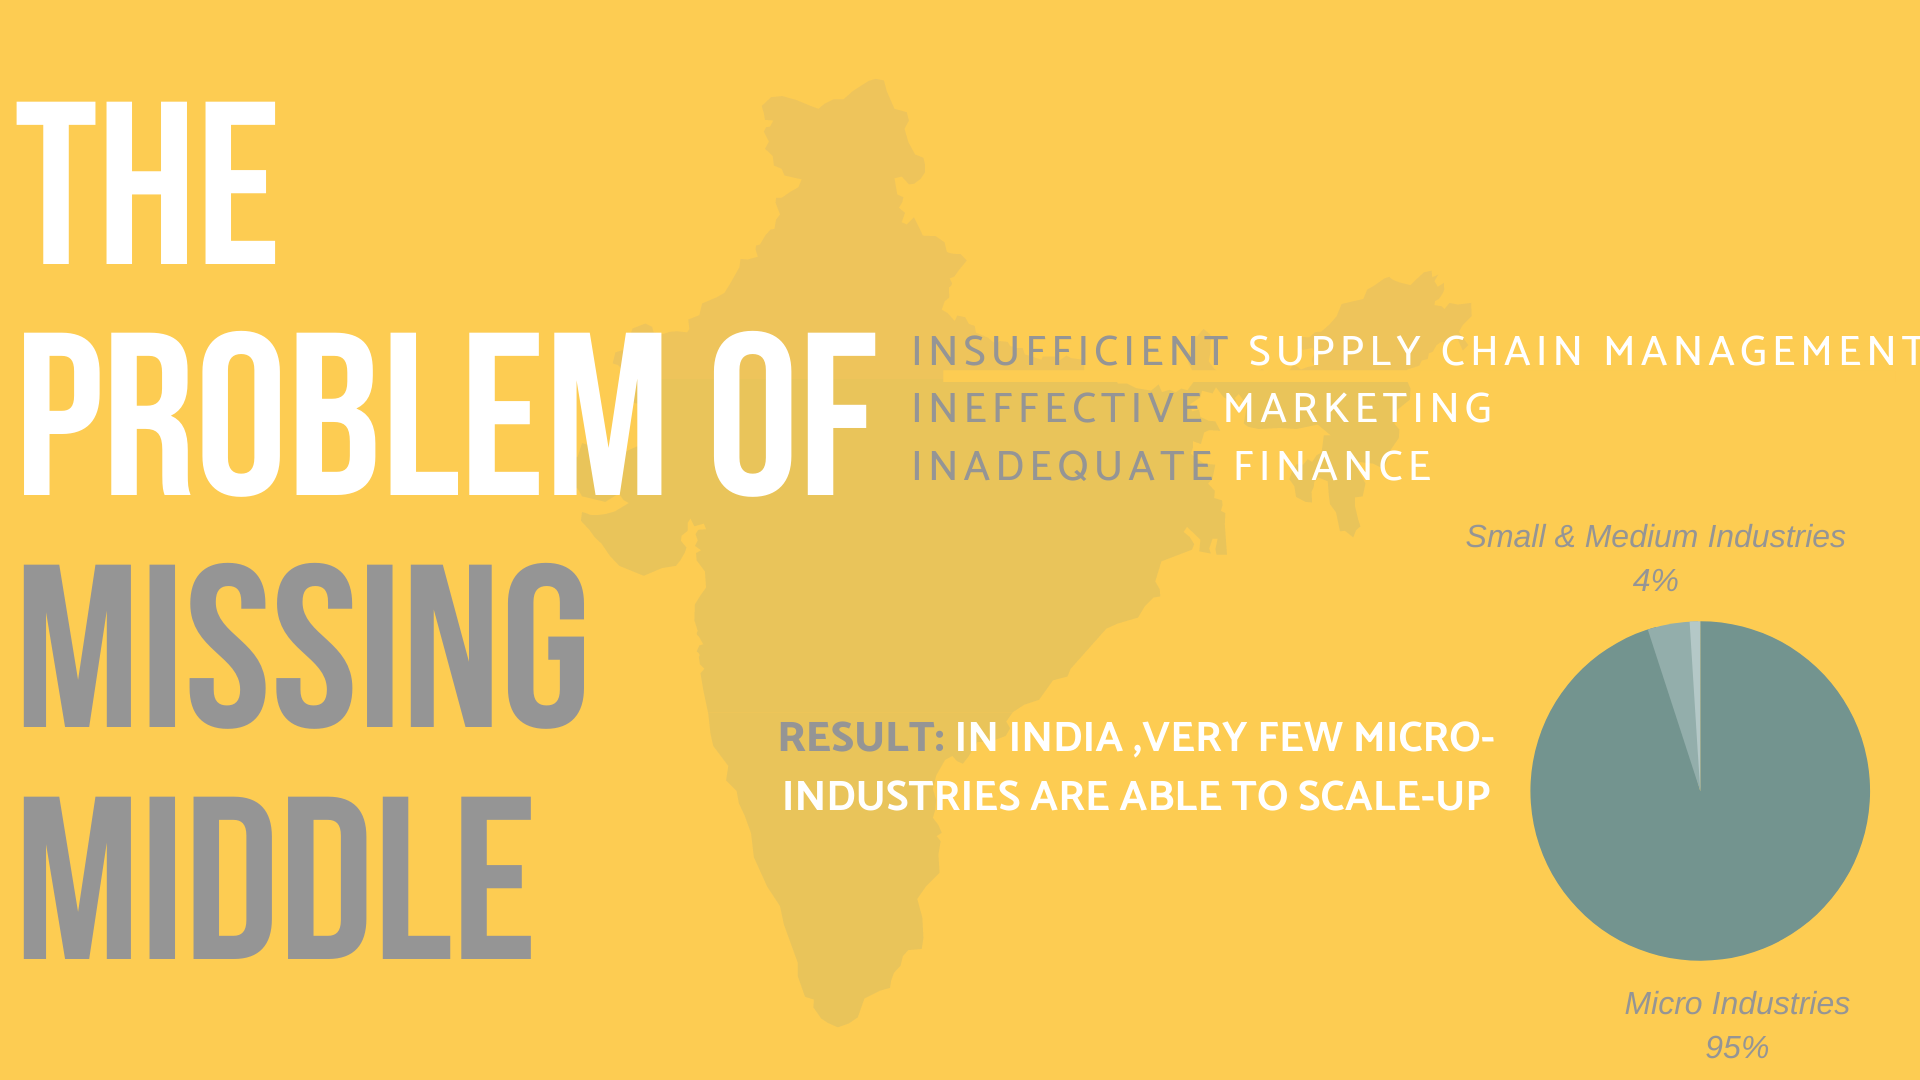 THE
PROBLEM OF
MISSING
MIDDLE
INSUFFICIENT SUPPLY CHAIN MANAGEMENT
INEFFECTIVE MARKETING
INADEQUATE FINANCE
Small & Medium Industries
4%
RESULT: IN INDIA ,VERY FEW MICRO-
INDUSTRIES ARE ABLE TO SCALE-UP
Micro Industries
95%